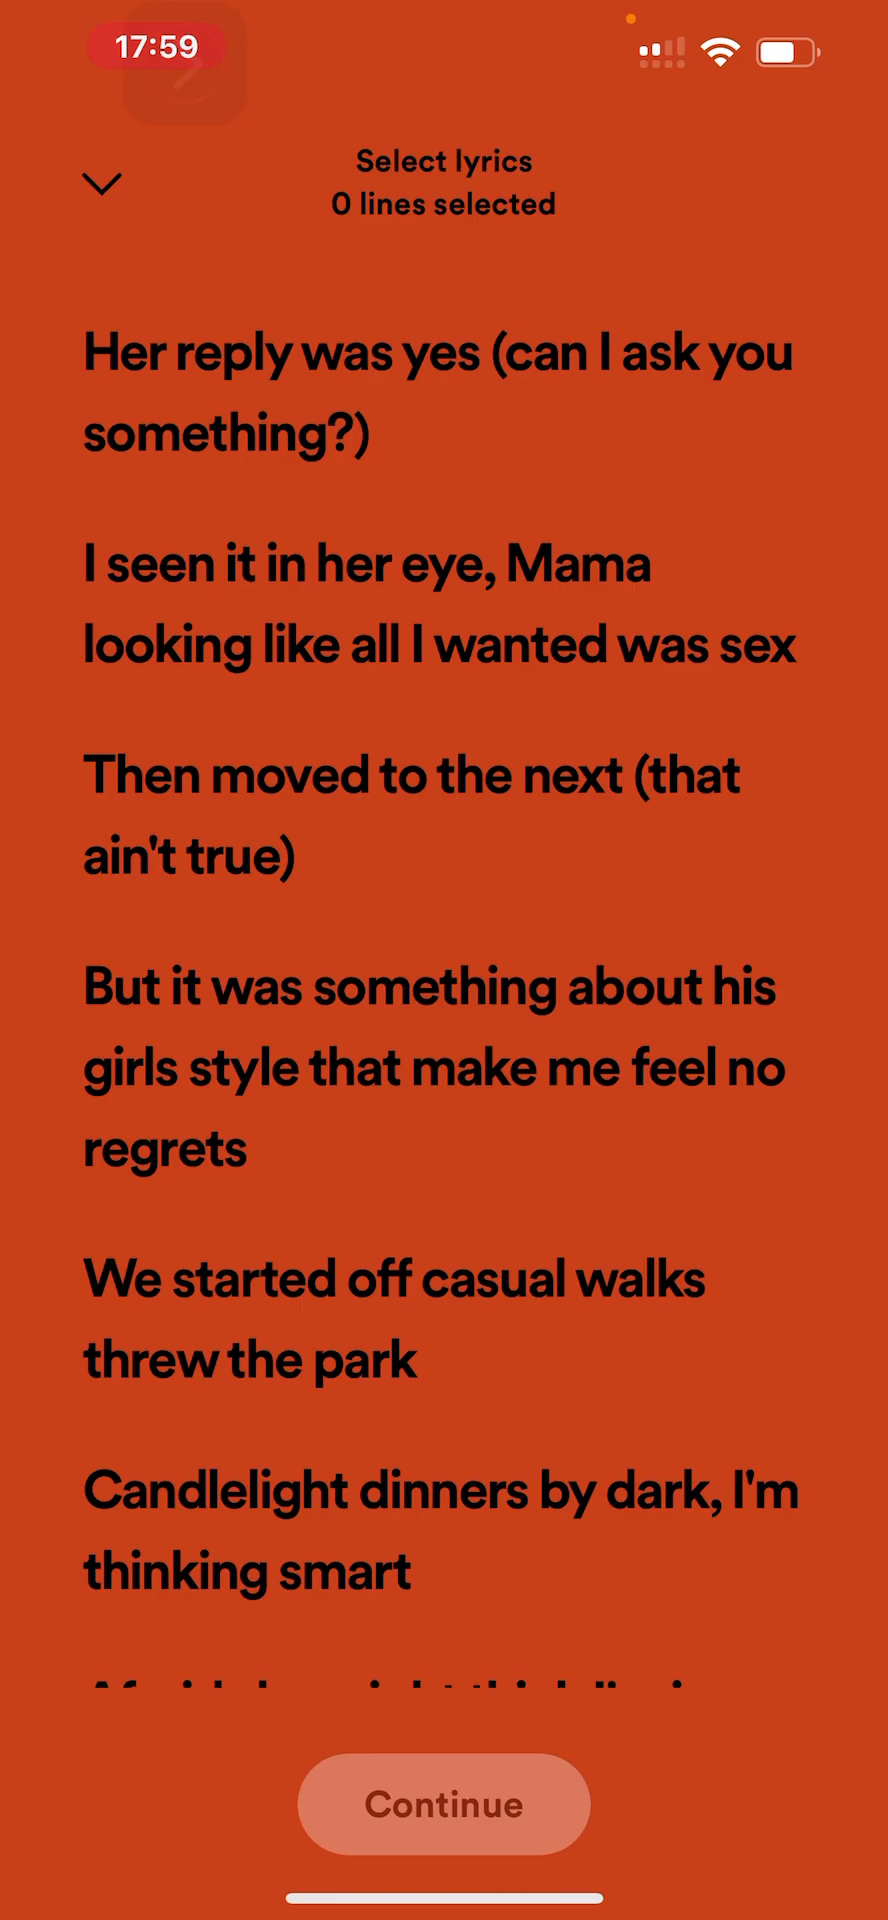 17:59
Select lyrics
0 lines selected
Her reply was yes (can I ask you
something?)
I seen it in her eye, Mama
looking like all I wanted was sex
Then moved to the next (that
ain't true)
But it was something about his
girls style that make me feel no
regrets
We started off casual walks
threw the park
Candlelight dinners by dark, I'm
thinking smart
Continue